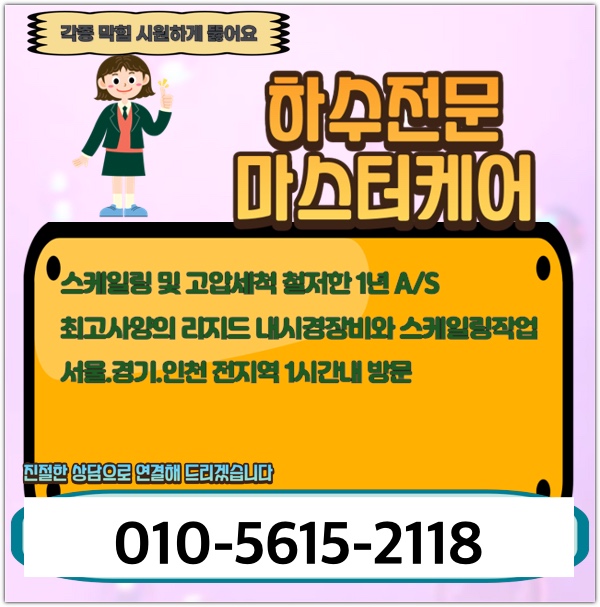 각종 막힘 시원하게 뚫어요
하수전문
마스터케어
스케일링 및 고압세척 철저한 1년 A/S
최고사양의 리지드 내시경장비와 스케일링작업
서울.경기.인천 전지역 1시간내 방문
친절한 상담으로 연결해 드리겠습니다
010-5615-2118